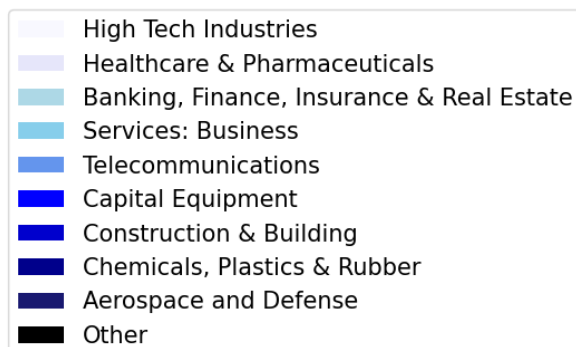 High Tech Industries
Healthcare & Pharmaceuticals
Banking, Finance, Insurance & Real Estate
Services: Business
Telecommunications
Capital Equipment
Construction & Building
Chemicals, Plastics & Rubber
Aerospace and Defense
Other